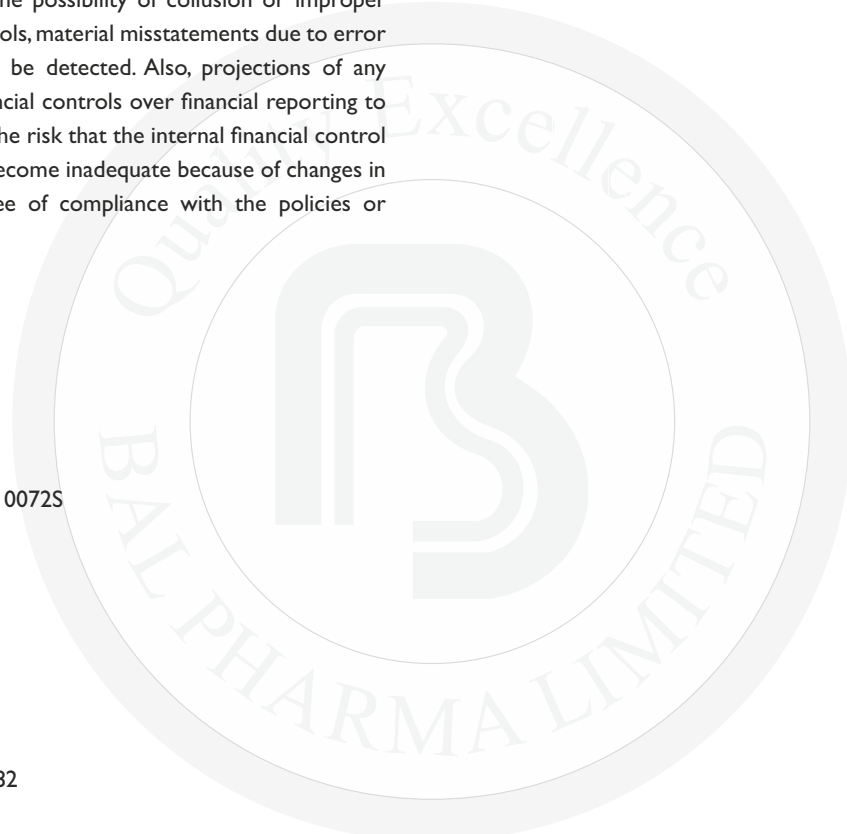 the possibility of collusion or improper
ols, material misstatements due to error
be detected. Also, projections of any
ncial controls over financial reporting to
he risk that the internal financial control
ecome inadequate because of changes in
ee of compliance with the policies or
Quality Excellence
0072S
BAL PHARMA LIMITED
32